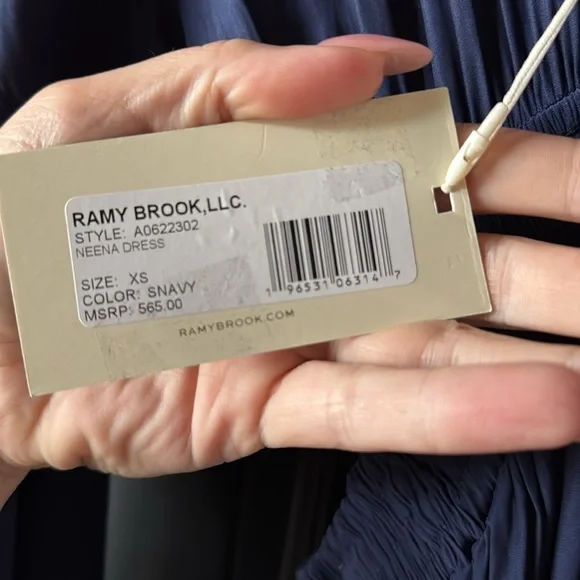 RAMY BROOK,LLC.
STYLE: A0622302
NEENA DRESS
SIZE: XS
COLOR: SNAVY
MSRP: 565.00
1 96531 06314 7
RAMYBROOK.COM